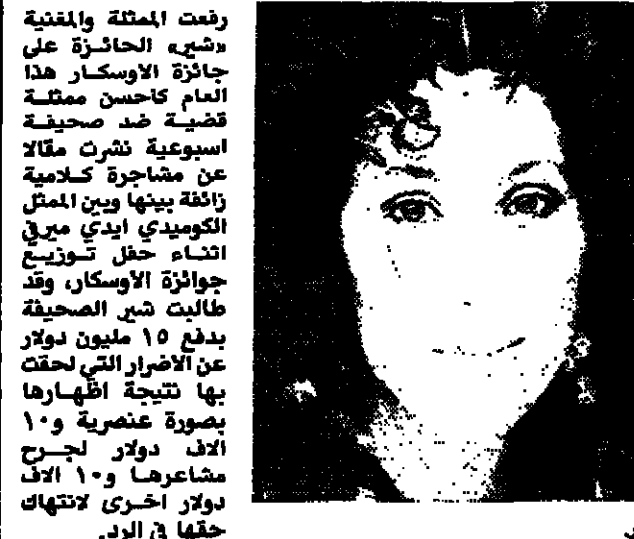 رفعت الممثلة والمغنية
«شير» الحائزة على
جائزة الاوسكار هذا
العام كاحسن ممثلة
قضية ضد صحيفة
اسبوعية نشرت مقالا
عن مشاجرة كلامية
زائفة بينها وبين الممثل
الكوميدي ايدي ميرفي
اثناء حفل توزيع
جوائزة الاوسكار، وقد
طالبت شير الصحيفة
بدفع ١٥ مليون دولار
عن الاضرار التي لحقت
بها نتيجة اظهارها
بصورة عنصرية و١٠
الاف دولار لجرح
مشاعرها و١٠ الاف
دولار اخرى لانتهاك
حقها في الرد.